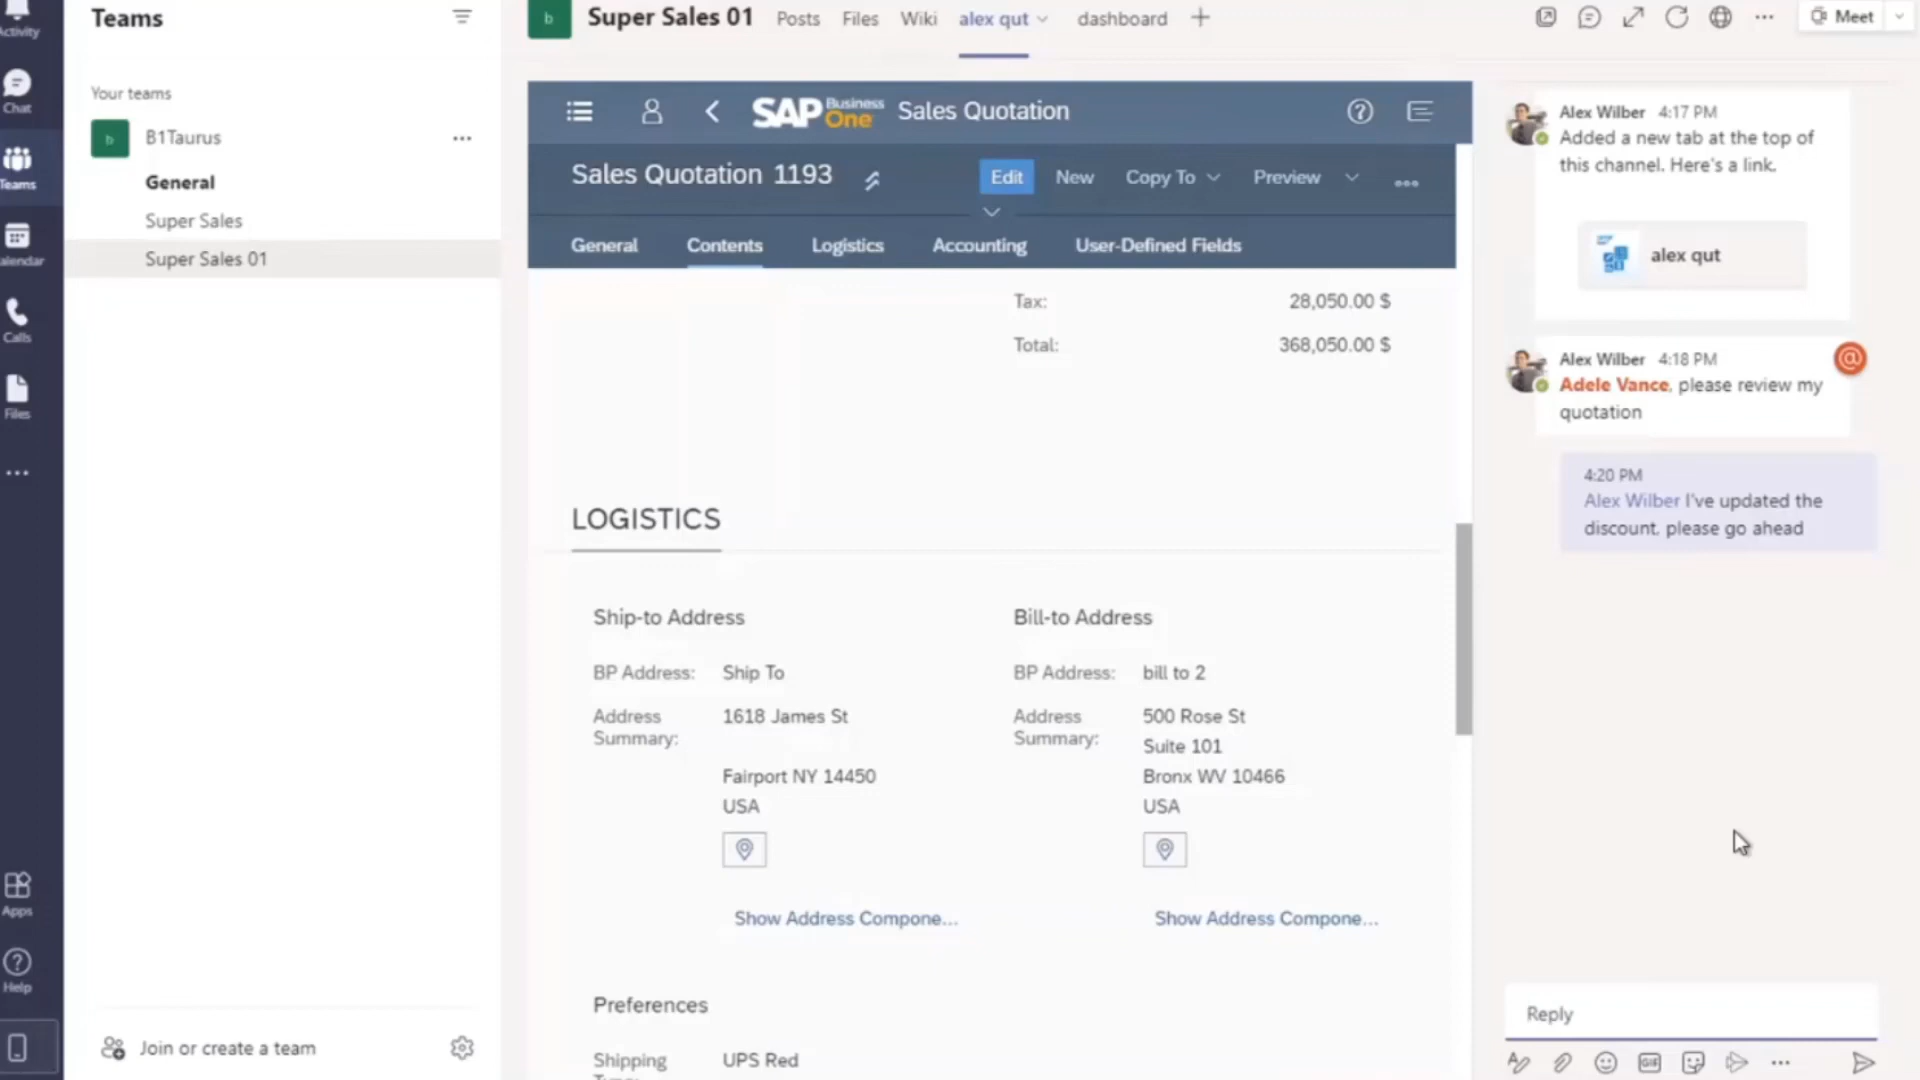 Activity
Chat
Teams
Calendar
Calls
Files
Apps
Help
Teams
Your teams
b
B1Taurus
General
Super Sales
Super Sales 01
Join or create a team
b
Super Sales 01
Posts
Files
Wiki
alex qut
dashboard
Meet
SAP Business One
Sales Quotation
Sales Quotation 1193
Edit
New
Copy To
Preview
General
Contents
Logistics
Accounting
User-Defined Fields
Tax: 28,050.00 $
Total: 368,050.00 $
LOGISTICS
Ship-to Address
BP Address: Ship To
Address Summary: 1618 James St
Fairport NY 14450
USA
Show Address Compone...
Bill-to Address
BP Address: bill to 2
Address Summary: 500 Rose St
Suite 101
Bronx WV 10466
USA
Show Address Compone...
Preferences
Shipping UPS Red
Alex Wilber 4:17 PM
Added a new tab at the top of
this channel. Here's a link.
alex qut
Alex Wilber 4:18 PM
@
Adele Vance, please review my
quotation
4:20 PM
Alex Wilber I've updated the
discount, please go ahead
Reply
GIF